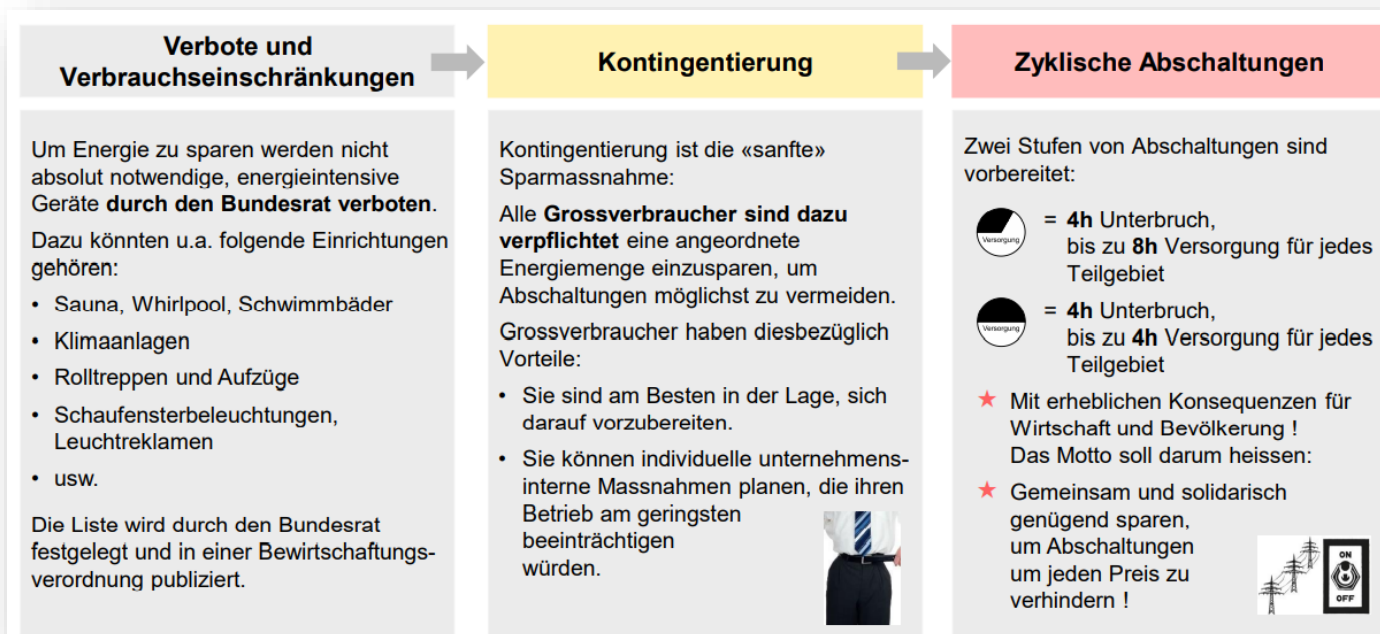 Verbote und
Verbrauchseinschränkungen
Um Energie zu sparen werden nicht
absolut notwendige, energieintensive
Geräte durch den Bundesrat verboten.
Dazu könnten u.a. folgende Einrichtungen
gehören:
• Sauna, Whirlpool, Schwimmbäder
• Klimaanlagen
• Rolltreppen und Aufzüge
• Schaufensterbeleuchtungen,
Leuchtreklamen
• usw.
Die Liste wird durch den Bundesrat
festgelegt und in einer Bewirtschaftungs-
verordnung publiziert.
Kontingentierung
Kontingentierung ist die «sanfte»
Sparmassnahme:
Alle Grossverbraucher sind dazu
verpflichtet eine angeordnete
Energiemenge einzusparen, um
Abschaltungen möglichst zu vermeiden.
Grossverbraucher haben diesbezüglich
Vorteile:
• Sie sind am Besten in der Lage, sich
darauf vorzubereiten.
• Sie können individuelle unternehmens-
interne Massnahmen planen, die ihren
Betrieb am geringsten
beeinträchtigen
würden.
Zyklische Abschaltungen
Zwei Stufen von Abschaltungen sind
vorbereitet:
Versorgung
= 4h Unterbruch,
bis zu 8h Versorgung für jedes
Teilgebiet
Versorgung
= 4h Unterbruch,
bis zu 4h Versorgung für jedes
Teilgebiet
★ Mit erheblichen Konsequenzen für
Wirtschaft und Bevölkerung !
Das Motto soll darum heissen:
★ Gemeinsam und solidarisch
genügend sparen,
um Abschaltungen
um jeden Preis zu
verhindern !
ON
OFF